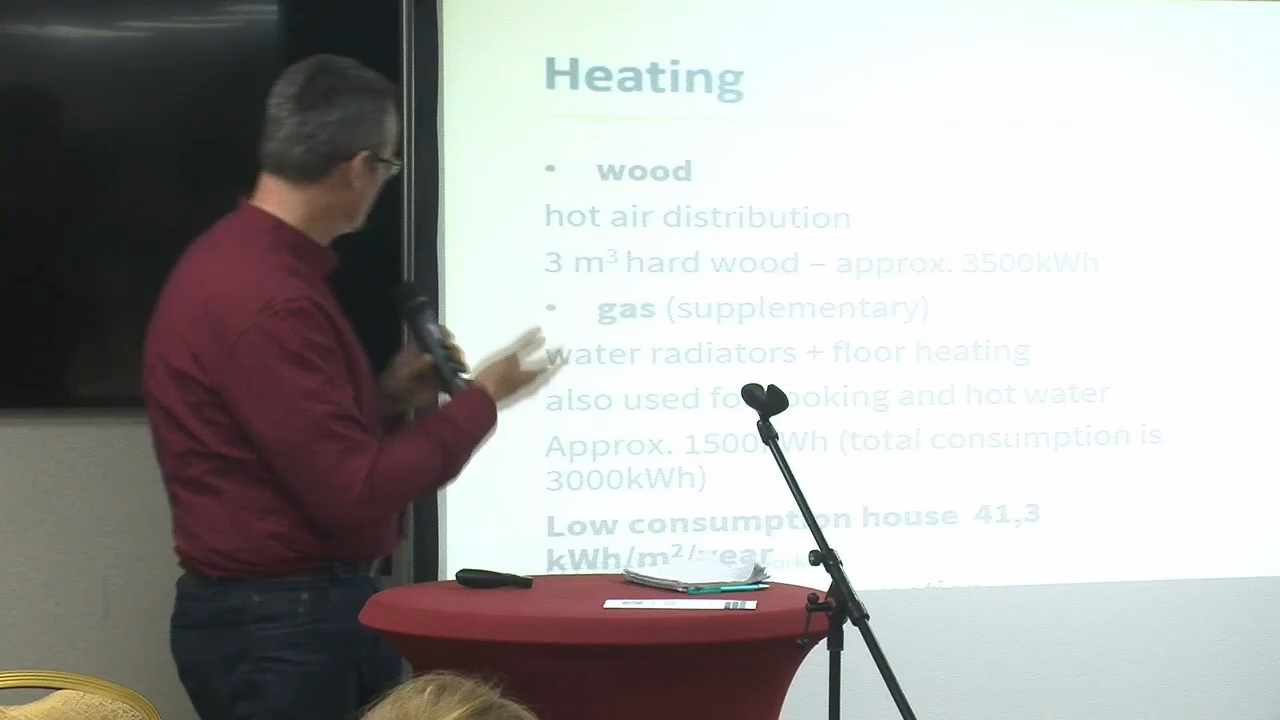 Heating
• wood
hot air distribution
3 m³ hard wood – approx. 3500kWh
• gas (supplementary)
water radiators + floor heating
also used for cooking and hot water
Approx. 1500kWh (total consumption is
3000kWh)
Low consumption house 41,3
kWh/m²/year